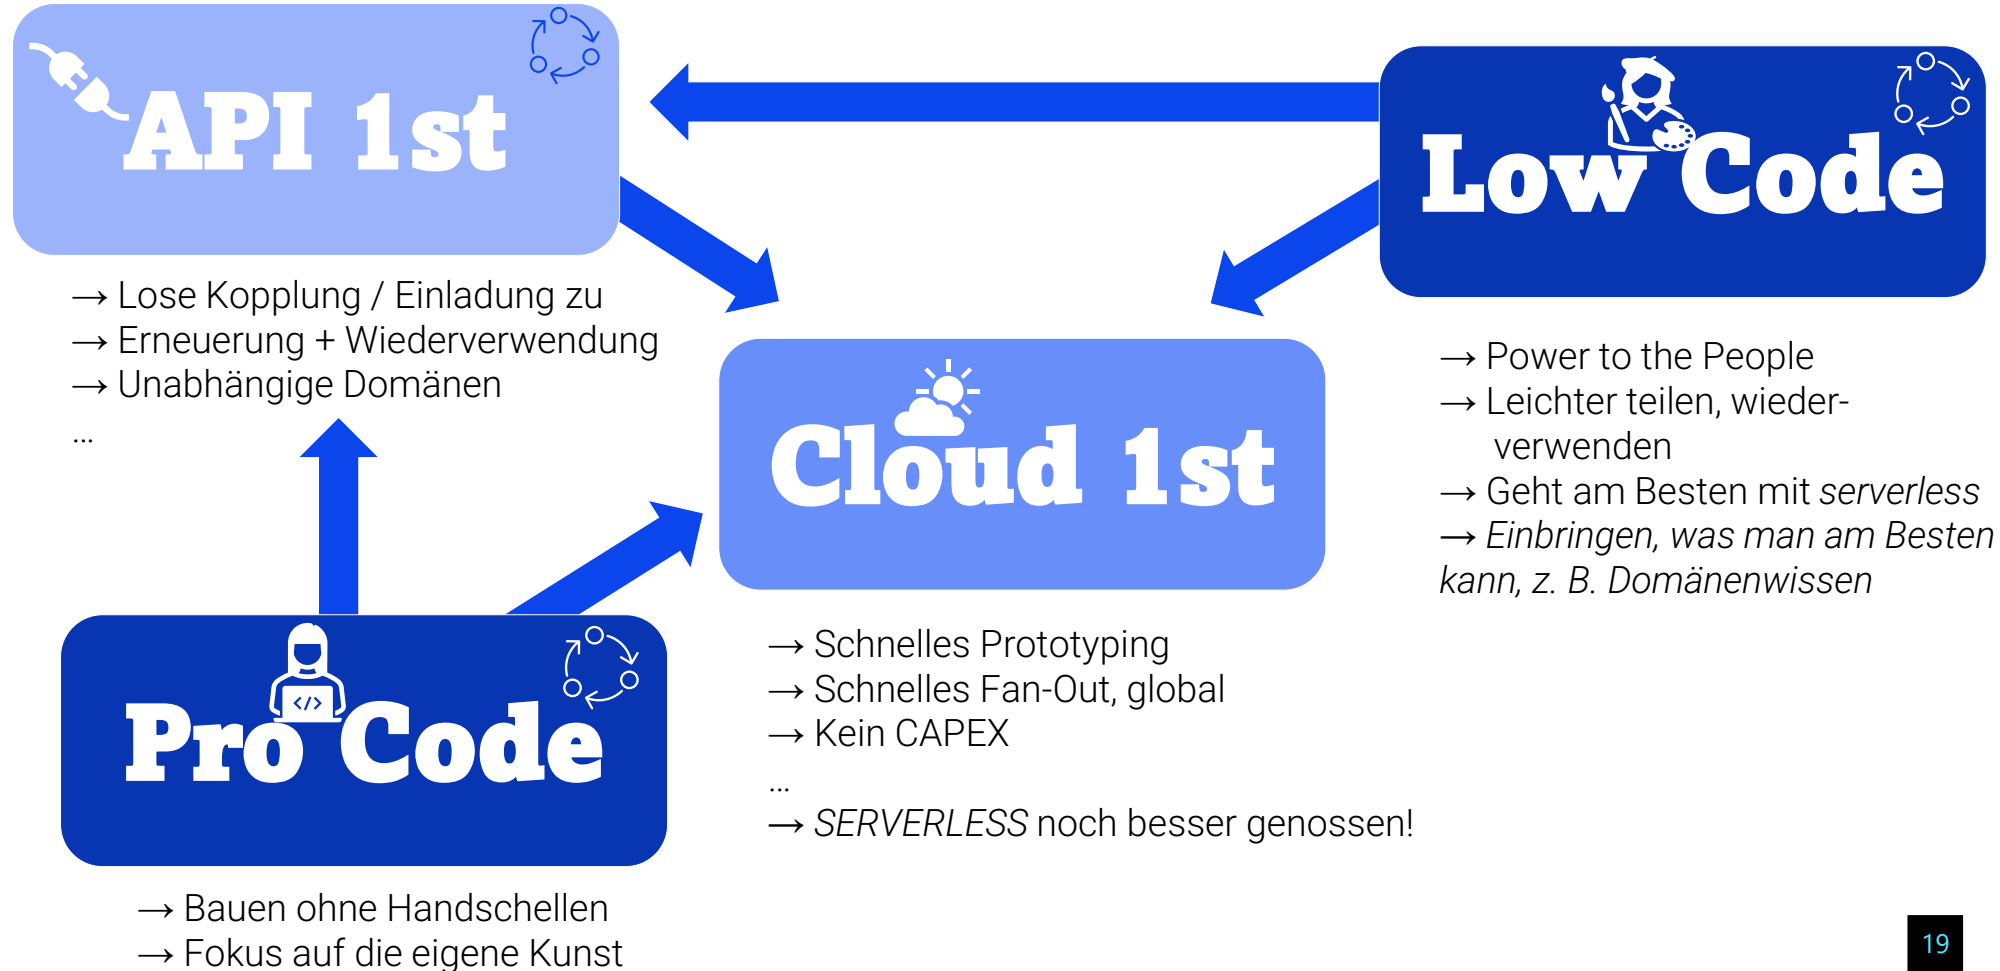 API 1st
→ Lose Kopplung / Einladung zu
→ Erneuerung + Wiederverwendung
→ Unabhängige Domänen
...
Low Code
→ Power to the People
→ Leichter teilen, wieder-
verwenden
→ Geht am Besten mit serverless
→ Einbringen, was man am Besten
kann, z. B. Domänenwissen
Cloud 1st
→ Schnelles Prototyping
→ Schnelles Fan-Out, global
→ Kein CAPEX
...
→ SERVERLESS noch besser genossen!
</>
Pro Code
→ Bauen ohne Handschellen
→ Fokus auf die eigene Kunst
19